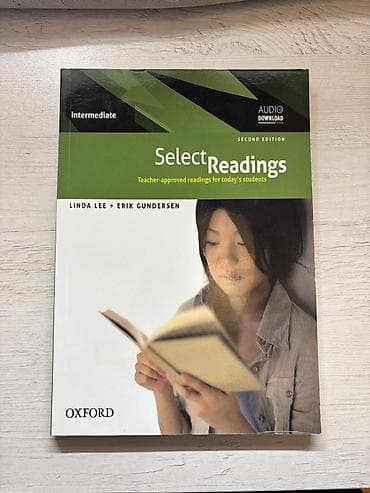 Intermediate
AUDIO
DOWNLOAD
SECOND EDITION
Select Readings
Teacher-approved readings for today's students
LINDA LEE + ERIK GUNDERSEN
OXFORD